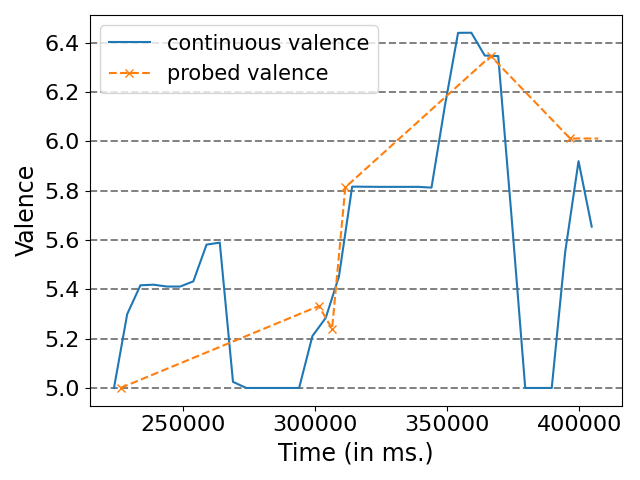 continuous valence
probed valence
6.4
6.2
6.0
5.8
5.6
5.4
5.2
5.0
Valence
250000 300000 350000 400000
Time (in ms.)